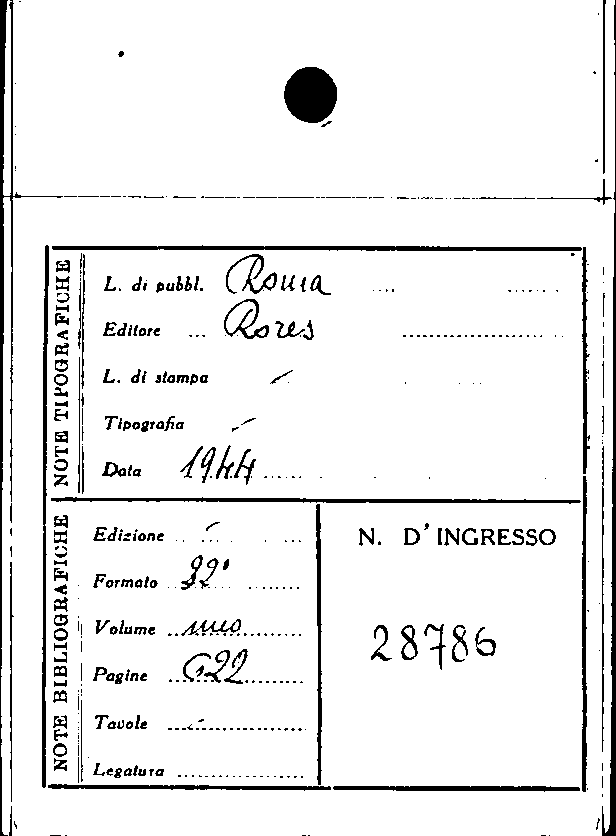 NOTE TIPOGRAFICHE
L. di pubbl. Roma
Editore Rores
L. di stampa -
Tipografia -
Data 1944
NOTE BIBLIOGRAFICHE
Edizione -
Formato 32°
Volume uno
Pagine 622
Tavole -
Legatura
N. D'INGRESSO
28786